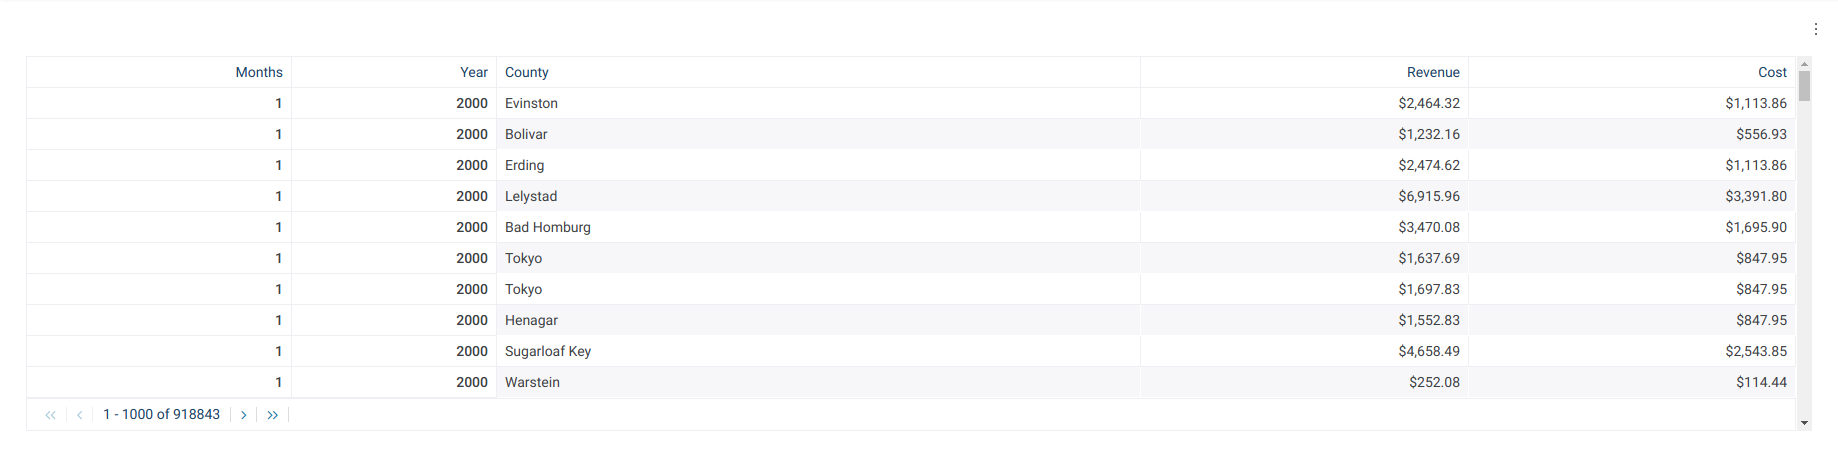 Months Year County Revenue Cost
1 2000 Evinston $2,464.32 $1,113.86
1 2000 Bolivar $1,232.16 $556.93
1 2000 Erding $2,474.62 $1,113.86
1 2000 Lelystad $6,915.96 $3,391.80
1 2000 Bad Homburg $3,470.08 $1,695.90
1 2000 Tokyo $1,637.69 $847.95
1 2000 Tokyo $1,697.83 $847.95
1 2000 Henagar $1,552.83 $847.95
1 2000 Sugarloaf Key $4,658.49 $2,543.85
1 2000 Warstein $252.08 $114.44
1 - 1000 of 918843